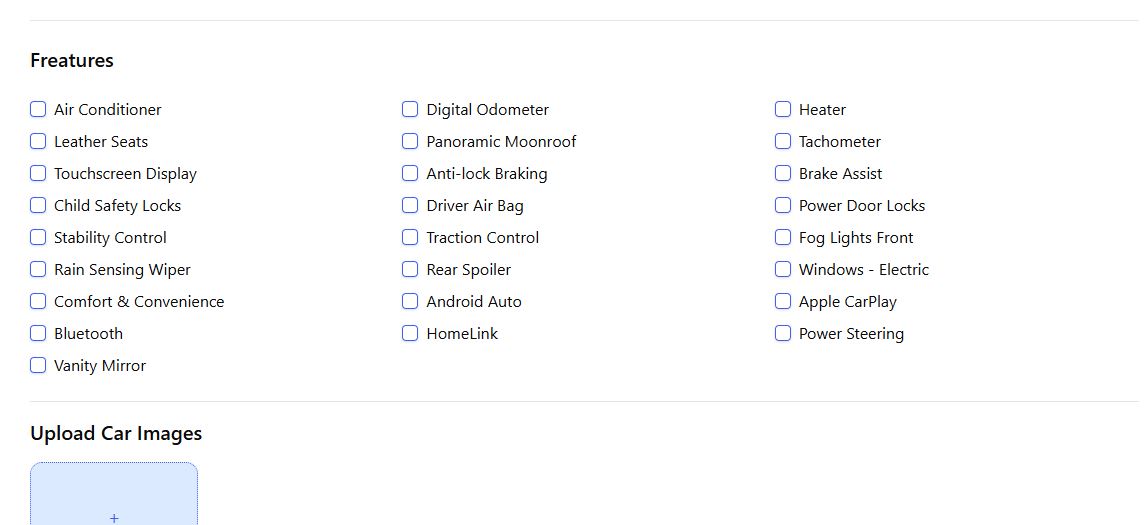 Freatures
Air Conditioner
Digital Odometer
Heater
Leather Seats
Panoramic Moonroof
Tachometer
Touchscreen Display
Anti-lock Braking
Brake Assist
Child Safety Locks
Driver Air Bag
Power Door Locks
Stability Control
Traction Control
Fog Lights Front
Rain Sensing Wiper
Rear Spoiler
Windows - Electric
Comfort & Convenience
Android Auto
Apple CarPlay
Bluetooth
HomeLink
Power Steering
Vanity Mirror
Upload Car Images
+